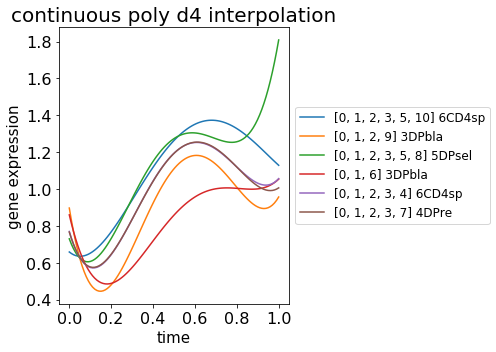 continuous poly d4 interpolation
gene expression
1.8
1.6
1.4
1.2
1.0
0.8
0.6
0.4
0.0 0.2 0.4 0.6 0.8 1.0
time
[0, 1, 2, 3, 5, 10] 6CD4sp
[0, 1, 2, 9] 3DPbla
[0, 1, 2, 3, 5, 8] 5DPsel
[0, 1, 6] 3DPbla
[0, 1, 2, 3, 4] 6CD4sp
[0, 1, 2, 3, 7] 4DPre